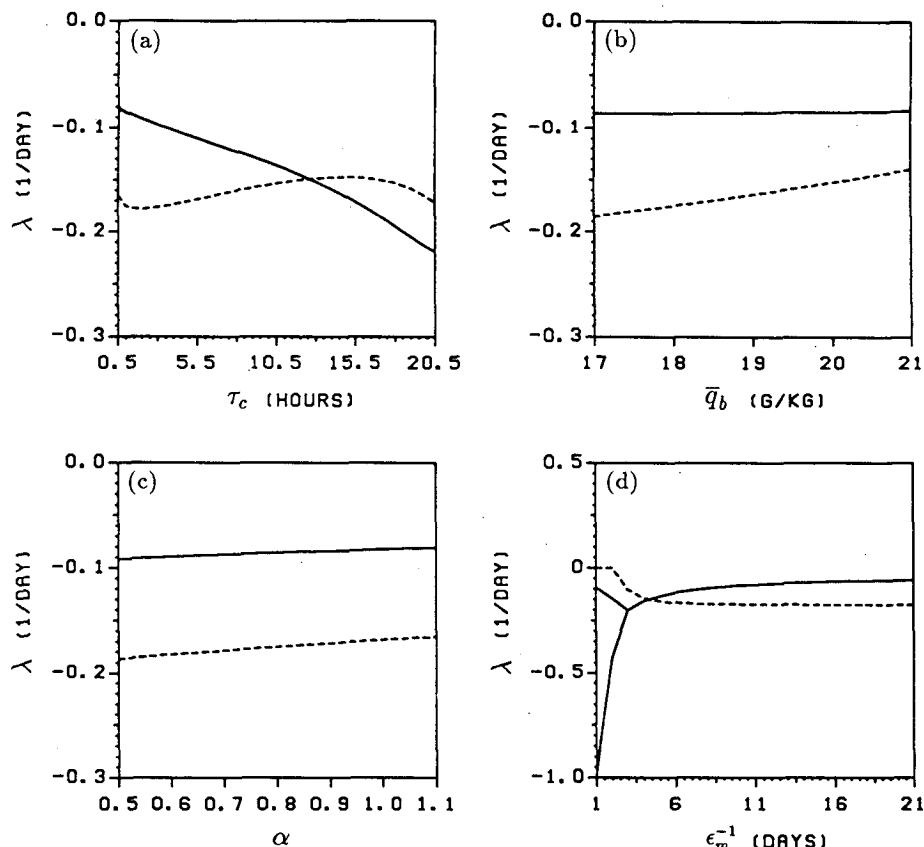 (a)
0.0
-0.1
-0.2
-0.3
λ (1/DAY)
0.5 5.5 10.5 15.5 20.5
τ_c (HOURS)
(b)
0.0
-0.1
-0.2
-0.3
λ (1/DAY)
17 18 19 20 21
q̅_b (G/KG)
(c)
0.0
-0.1
-0.2
-0.3
λ (1/DAY)
0.5 0.6 0.7 0.8 0.9 1.0 1.1
α
(d)
0.5
0
-0.5
-1.0
λ (1/DAY)
1 6 11 16 21
ϵ_m^{-1} (DAYS)